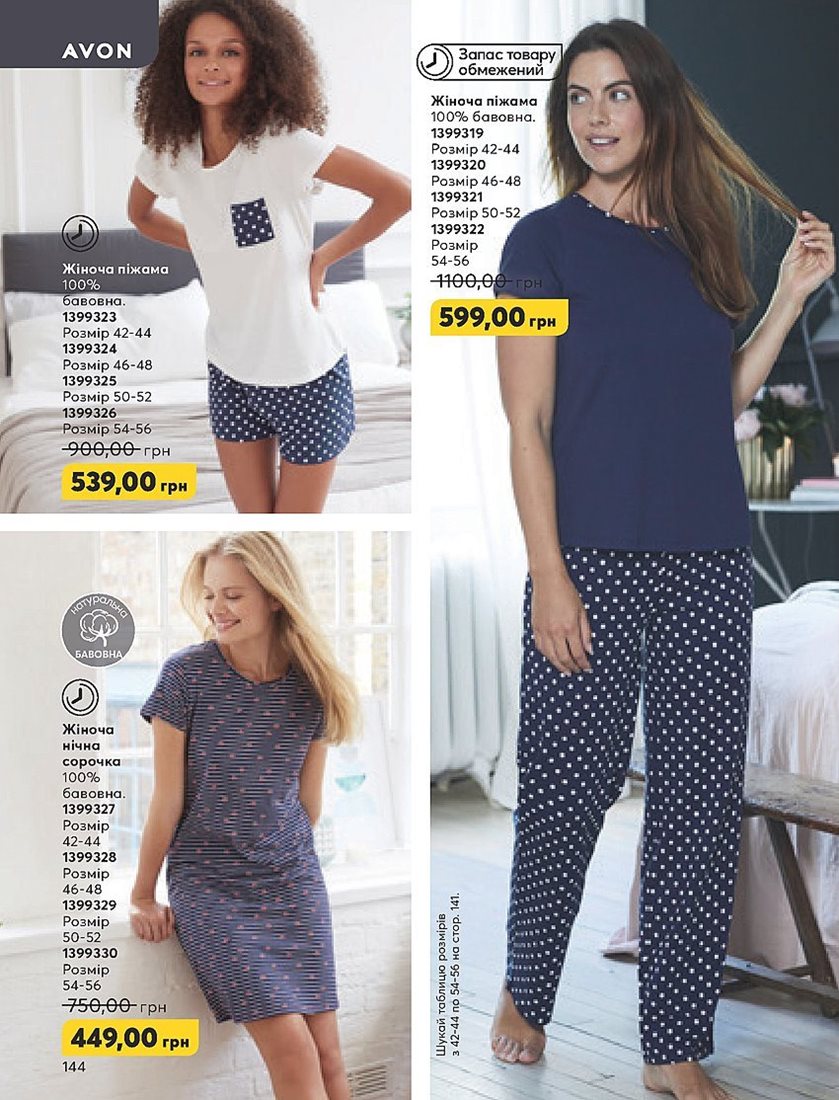 AVON
Жіноча піжама
100%
бавовна.
1399323
Розмір 42-44
1399324
Розмір 46-48
1399325
Розмір 50-52
1399326
Розмір 54-56
900,00 грн
539,00 грн
Запас товару
обмежений
Жіноча піжама
100% бавовна.
1399319
Розмір 42-44
1399320
Розмір 46-48
1399321
Розмір 50-52
1399322
Розмір
54-56
1100,00 грн
599,00 грн
натуральна
БАВОВНА
Жіноча
нічна
сорочка
100%
бавовна.
1399327
Розмір
42-44
1399328
Розмір
46-48
1399329
Розмір
50-52
1399330
Розмір
54-56
750,00 грн
449,00 грн
144
Шукай таблицю розмірів
з 42-44 по 54-56 на стор. 141.